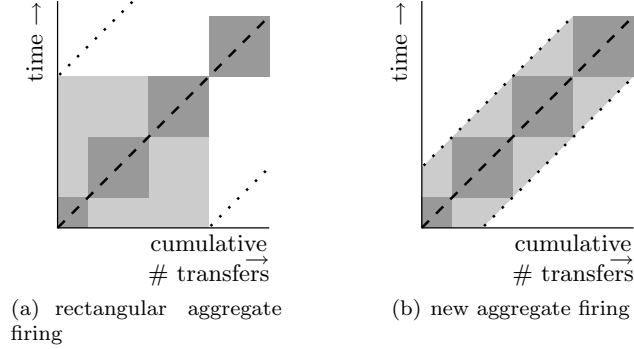 time →
cumulative
# transfers →
(a) rectangular aggregate
firing
time →
cumulative
# transfers →
(b) new aggregate firing